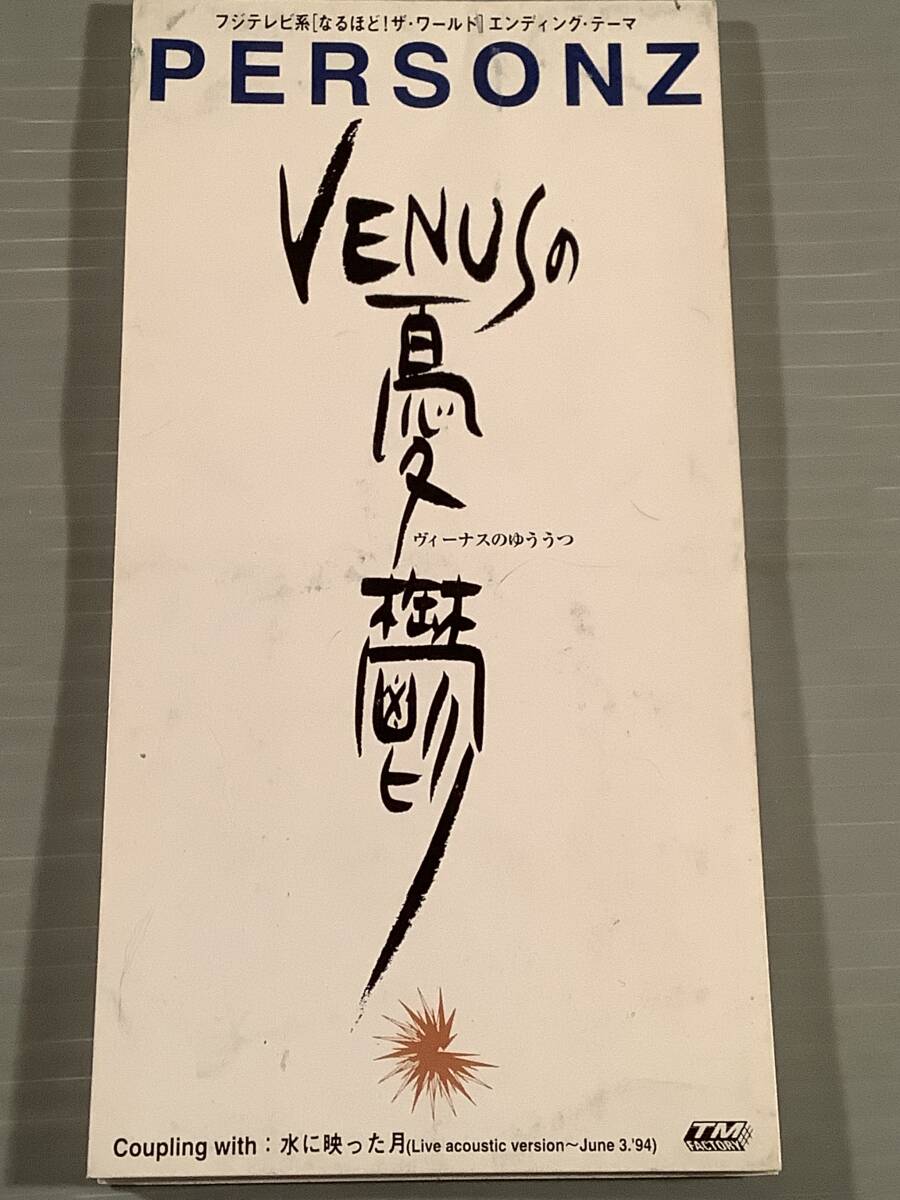 フジテレビ系[なるほど!ザ・ワールド]エンディング・テーマ
PERSONZ
VENUSの
憂
鬱
ヴィーナスのゆううつ
Coupling with : 水に映った月(Live acoustic version~June 3.'94)
TM
FACTORY